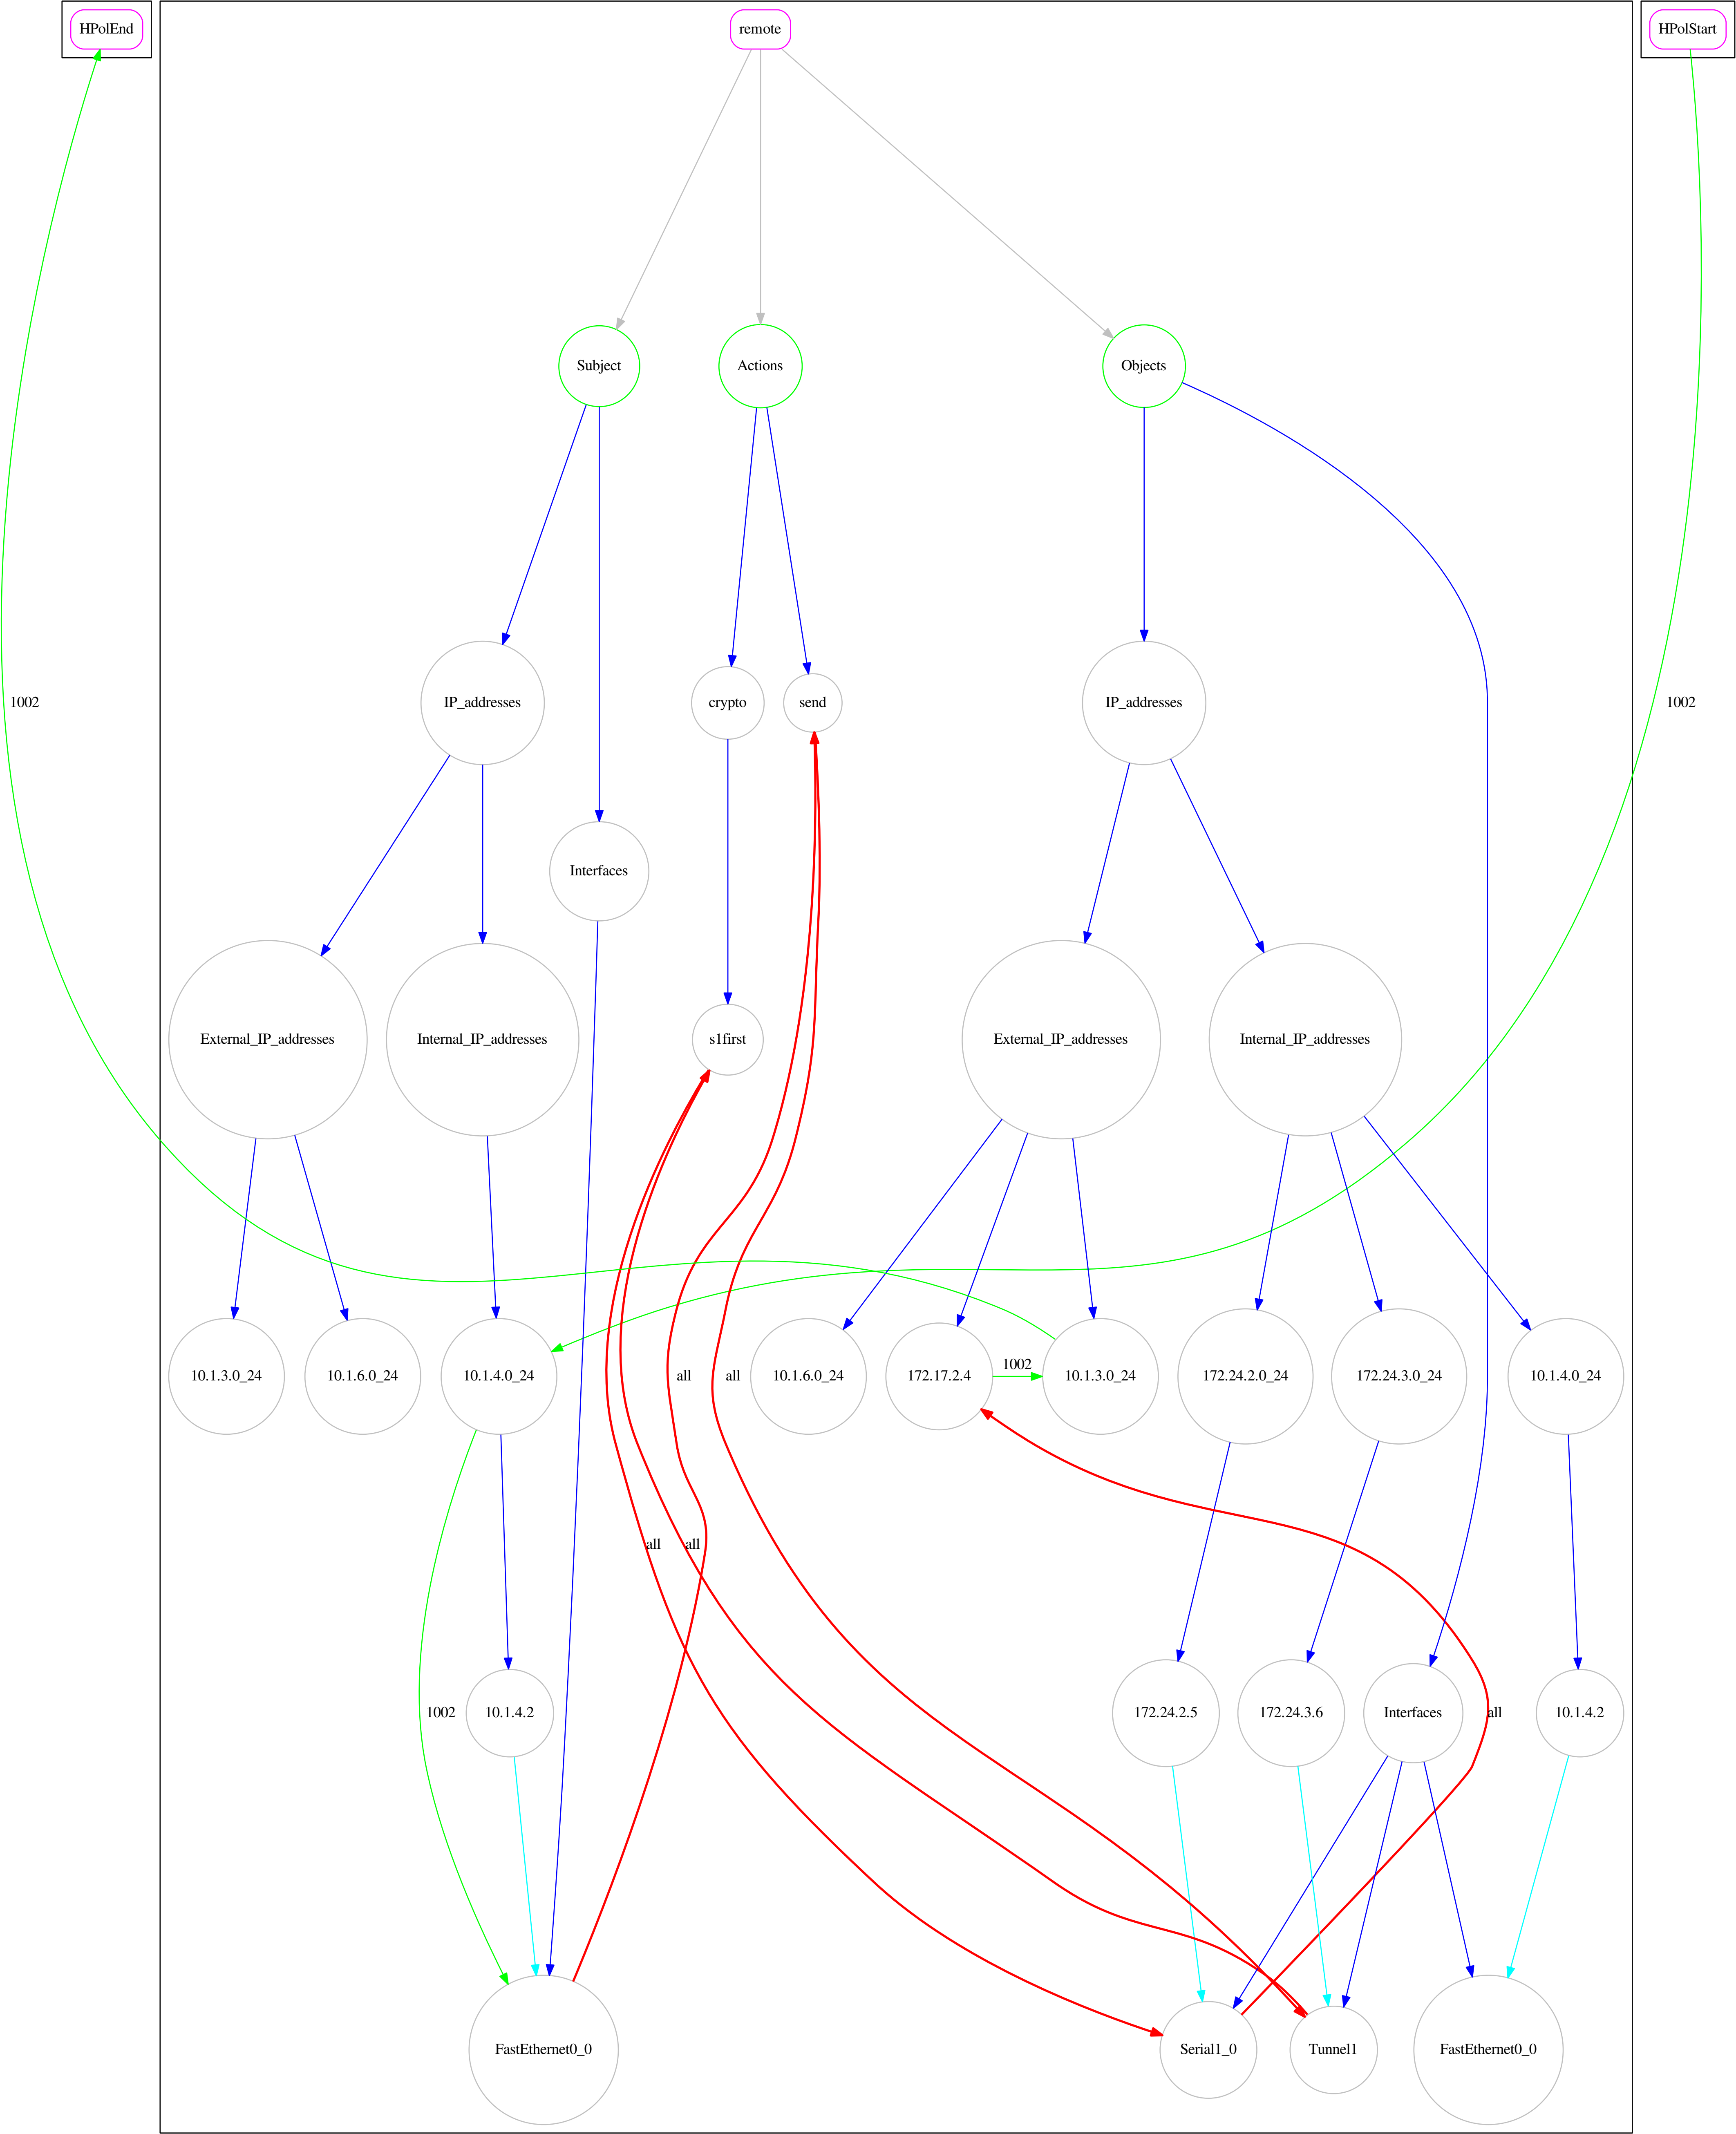 HPolEnd
remote
HPolStart
Subject
Actions
Objects
1002
IP_addresses
crypto
send
IP_addresses
1002
Interfaces
External_IP_addresses
Internal_IP_addresses
s1first
External_IP_addresses
Internal_IP_addresses
1002
10.1.3.0_24
10.1.6.0_24
10.1.4.0_24
all
all
10.1.6.0_24
172.17.2.4
10.1.3.0_24
172.24.2.0_24
172.24.3.0_24
10.1.4.0_24
all
all
1002
10.1.4.2
172.24.2.5
172.24.3.6
Interfaces
all
10.1.4.2
FastEthernet0_0
Serial1_0
Tunnel1
FastEthernet0_0